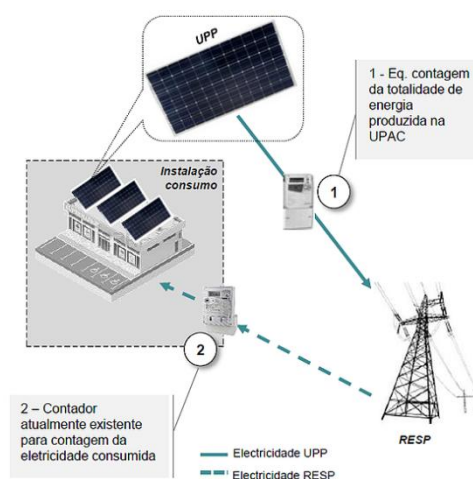 UPP
1 - Eq. contagem
da totalidade de
energia
produzida na
UPAC
Instalação
consumo
1
2
2 – Contador
atualmente existente
para contagem da
eletricidade consumida
RESP
Electricidade UPP
Electricidade RESP